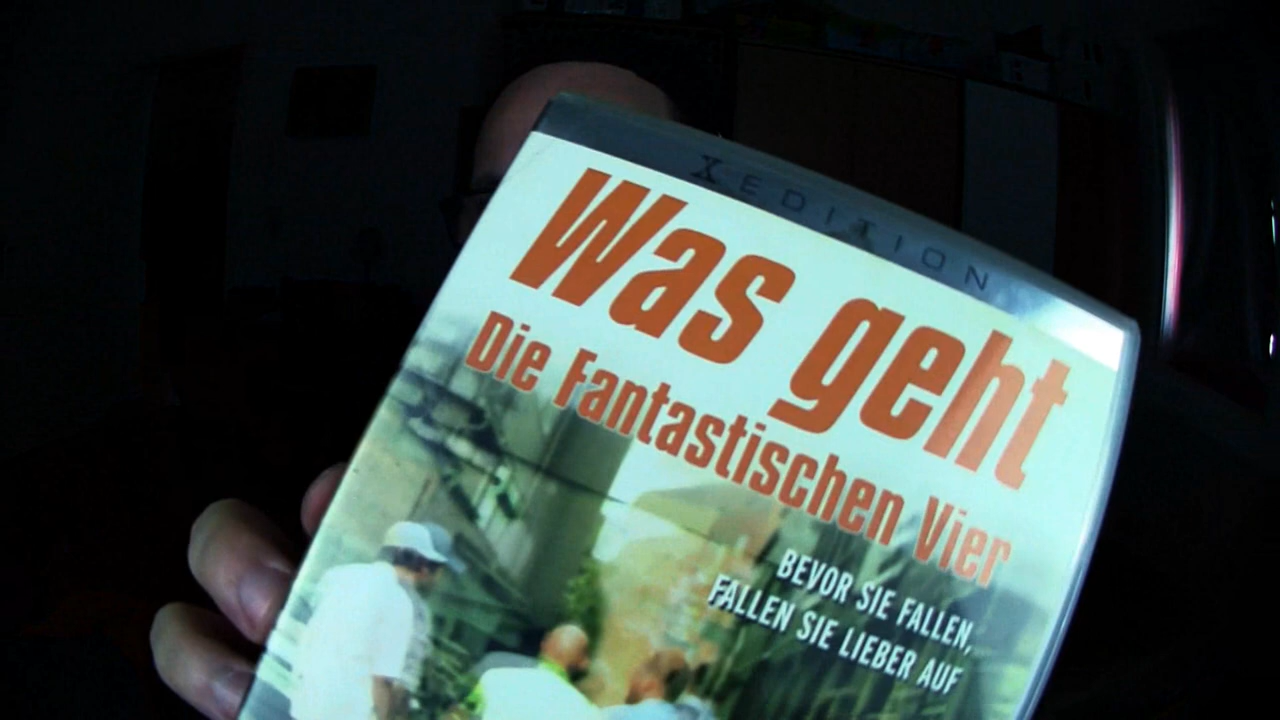 X EDITION
Was geht
Die Fantastischen Vier
BEVOR SIE FALLEN,
FALLEN SIE LIEBER AUF